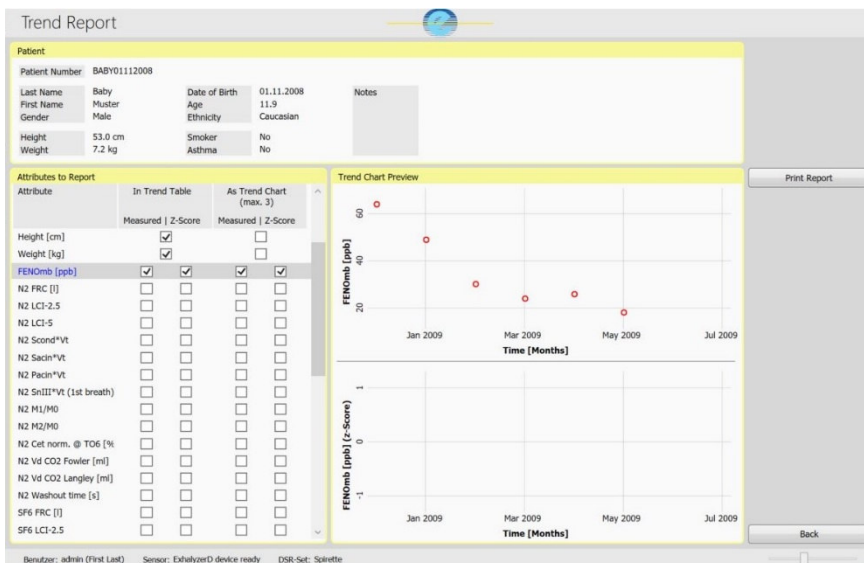 Trend Report
Patient
Patient Number BABY01112008
Last Name Baby Date of Birth 01.11.2008 Notes
First Name Muster Age 11.9
Gender Male Ethnicity Caucasian
Height 53.0 cm Smoker No
Weight 7.2 kg Asthma No
Attributes to Report
Attribute In Trend Table As Trend Chart
(max. 3)
Measured | Z-Score Measured | Z-Score
Height [cm]
Weight [kg]
FENOmb [ppb]
N2 FRC [l]
N2 LCI-2.5
N2 LCI-5
N2 Scond*Vt
N2 Sacin*Vt
N2 Pacin*Vt
N2 SnIII*Vt (1st breath)
N2 M1/M0
N2 M2/M0
N2 Cet norm. @ TO6 [%
N2 Vd CO2 Fowler [ml]
N2 Vd CO2 Langley [ml]
N2 Washout time [s]
SF6 FRC [l]
SF6 LCI-2.5
Trend Chart Preview
FENOmb [ppb]
60
40
20
Jan 2009 Mar 2009 May 2009 Jul 2009
Time [Months]
FENOmb [ppb] (z-Score)
1
0
-1
Jan 2009 Mar 2009 May 2009 Jul 2009
Time [Months]
Print Report
Back
Benutzer: admin (First Last) Sensor: ExhalyzerD device ready DSR-Set: Spirette